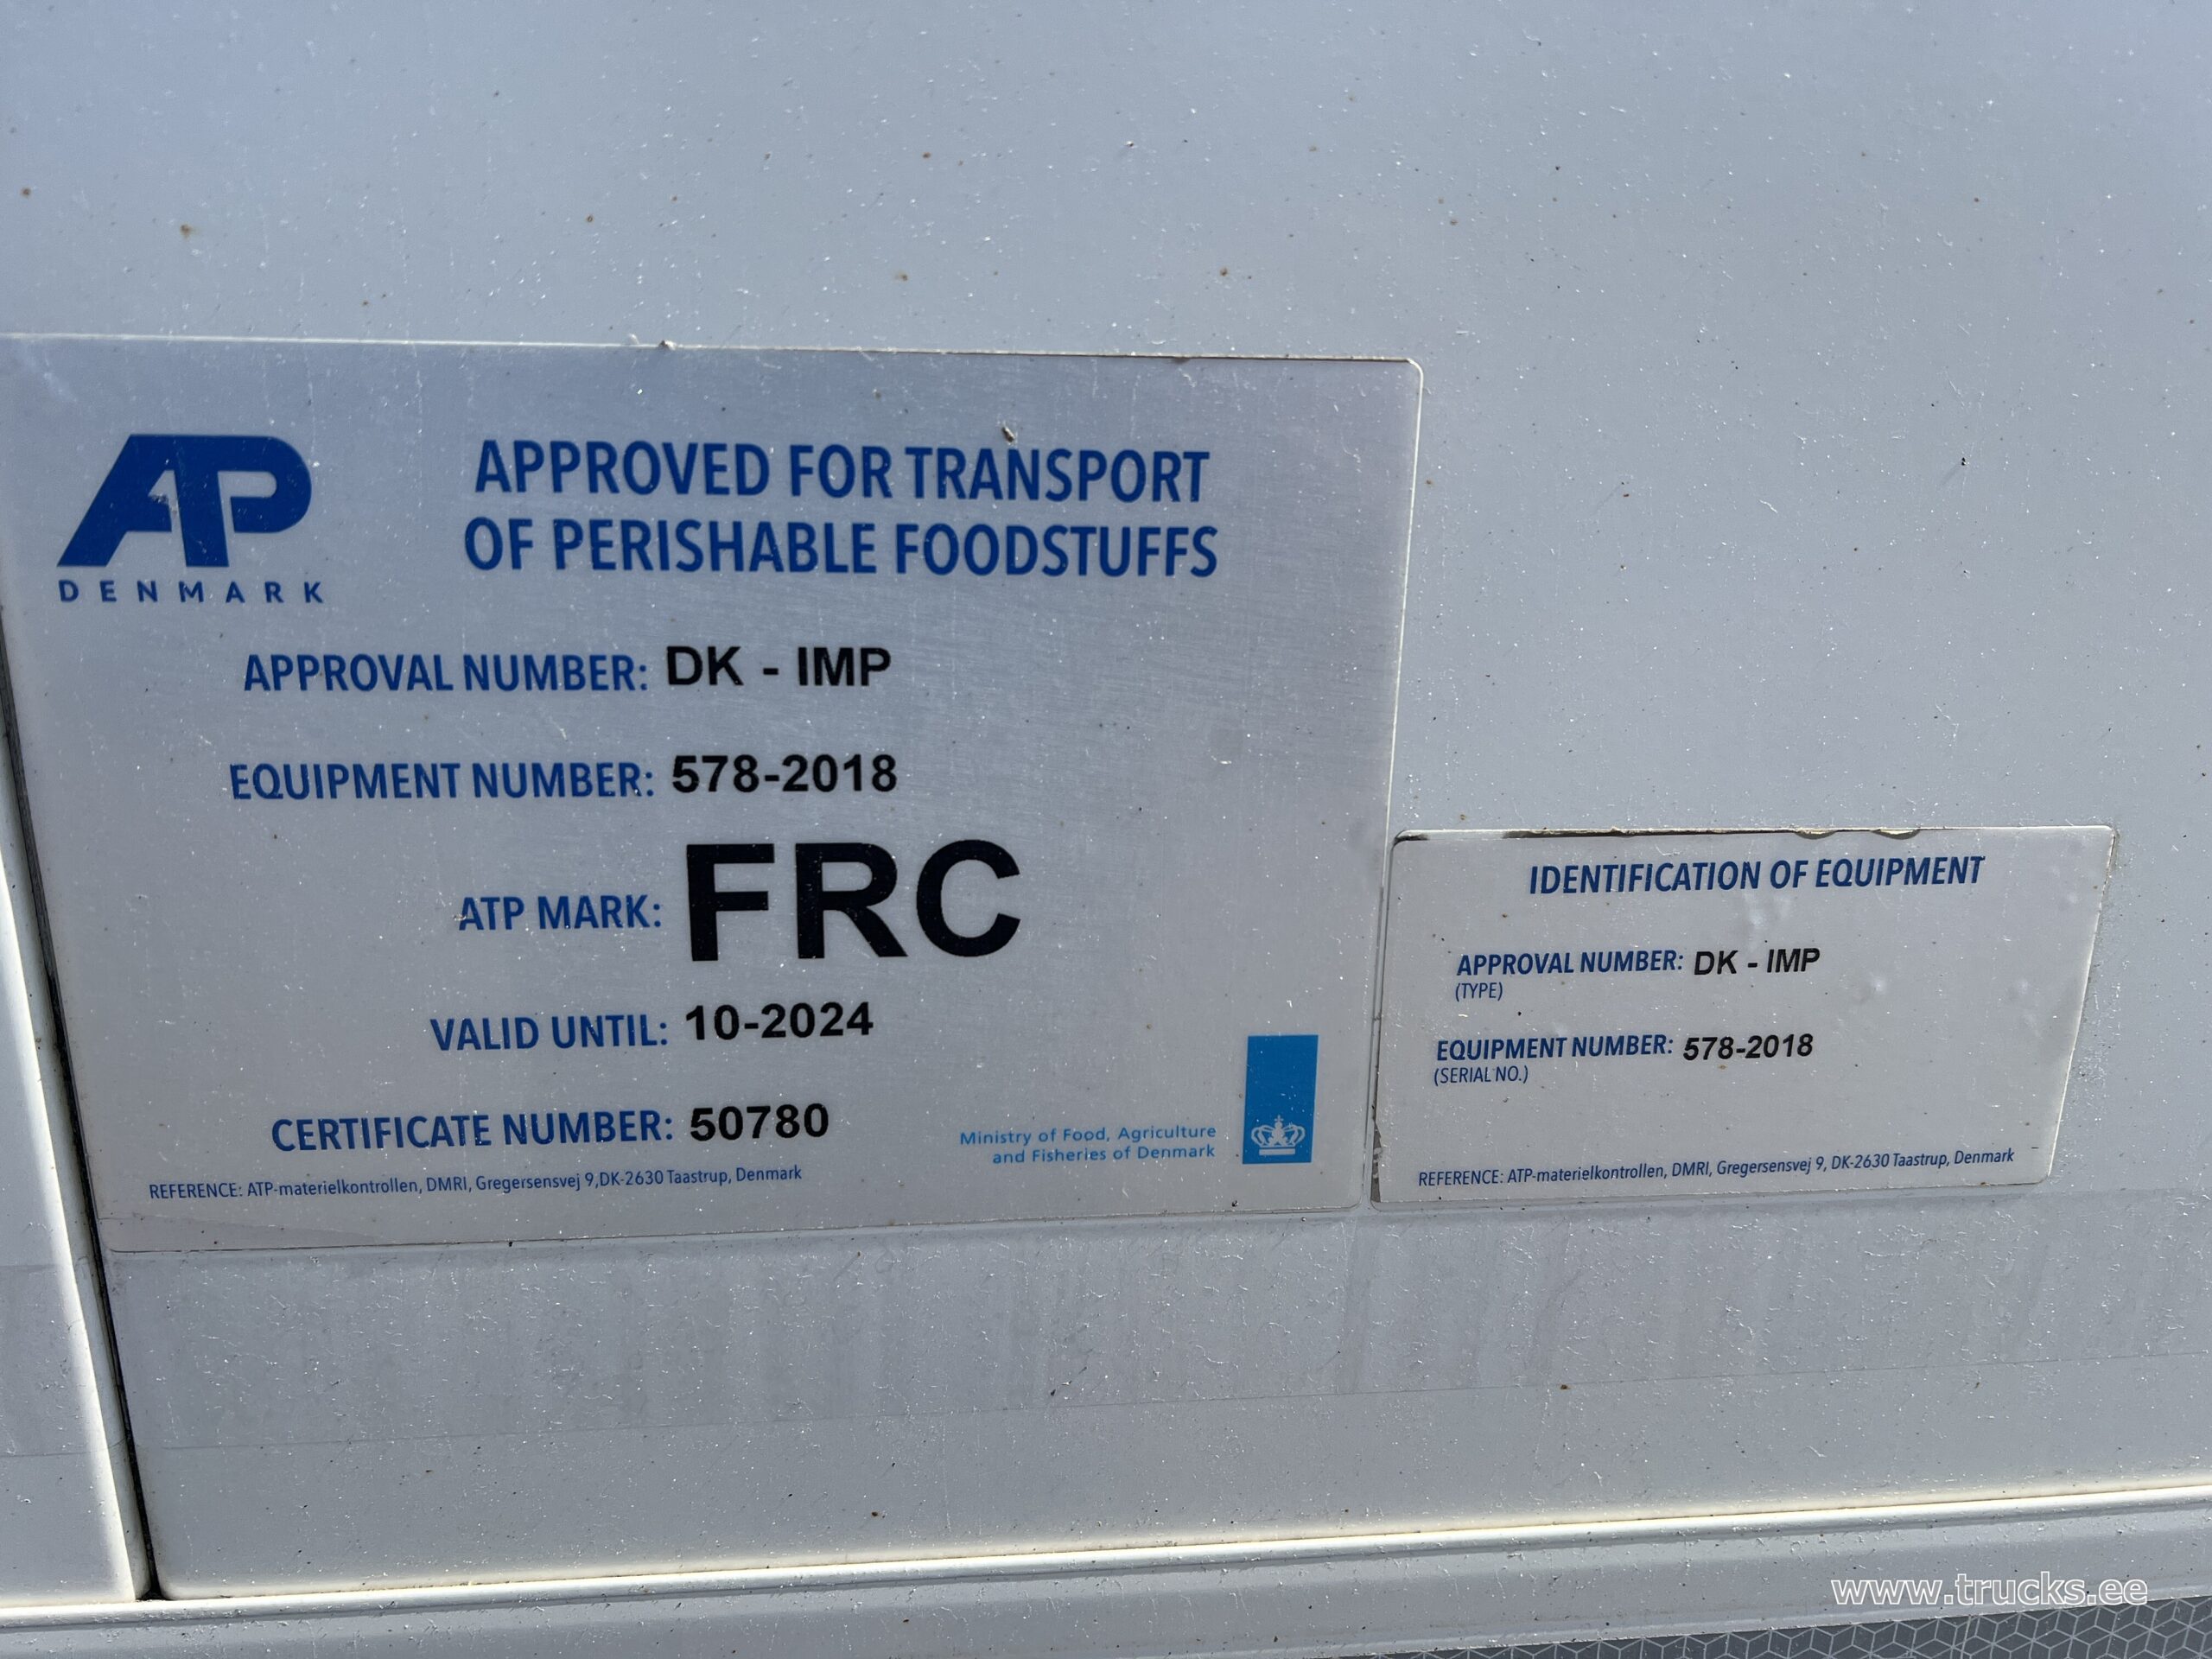 ATP
DENMARK
APPROVED FOR TRANSPORT
OF PERISHABLE FOODSTUFFS
APPROVAL NUMBER: DK - IMP
EQUIPMENT NUMBER: 578-2018
ATP MARK: FRC
VALID UNTIL: 10-2024
CERTIFICATE NUMBER: 50780
REFERENCE: ATP-materielkontrollen, DMRI, Gregersensvej 9,DK-2630 Taastrup, Denmark
Ministry of Food, Agriculture
and Fisheries of Denmark
IDENTIFICATION OF EQUIPMENT
APPROVAL NUMBER: DK - IMP
(TYPE)
EQUIPMENT NUMBER: 578-2018
(SERIAL NO.)
REFERENCE: ATP-materielkontrollen, DMRI, Gregersensvej 9, DK-2630 Taastrup, Denmark
www.trucks.ee